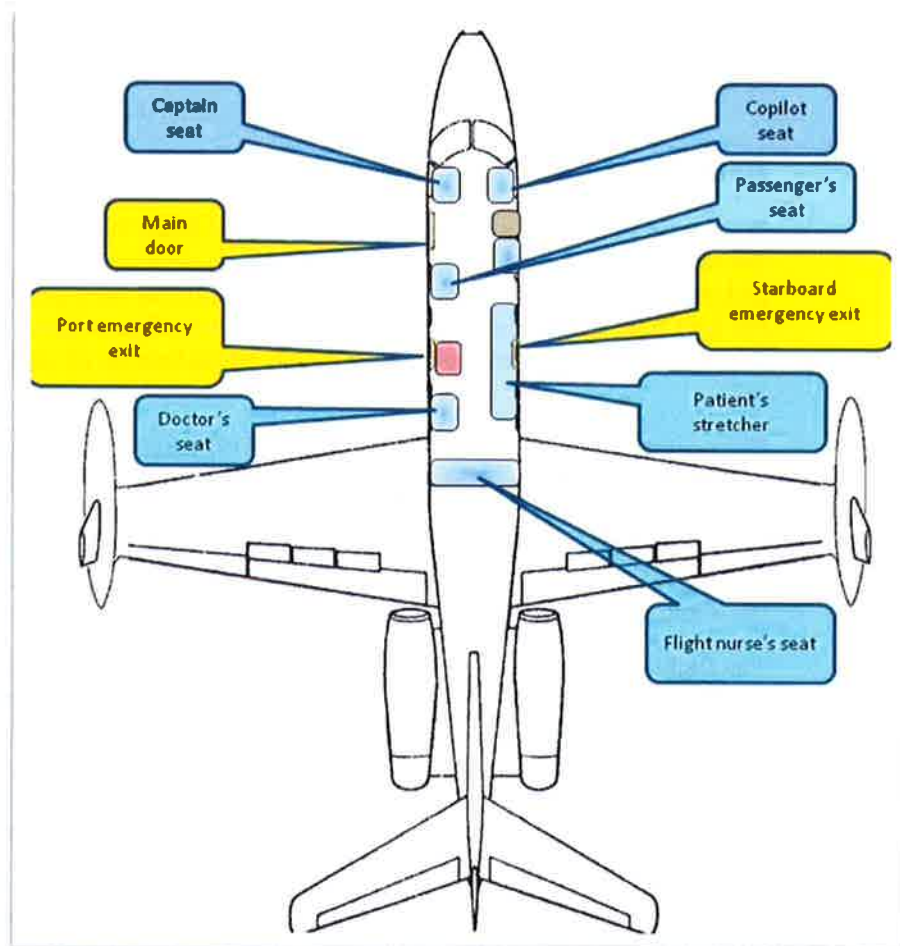 Captain
seat
Copilot
seat
Passenger's
seat
Main
door
Starboard
emergency exit
Port emergency
exit
Patient's
stretcher
Doctor's
seat
Flight nurse's seat